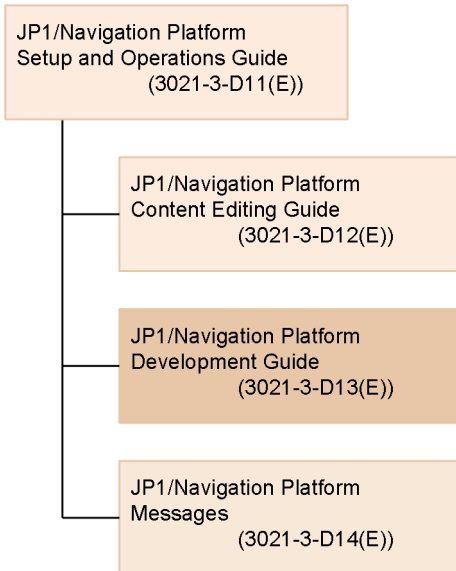 JP1/Navigation Platform
Setup and Operations Guide
(3021-3-D11(E))
JP1/Navigation Platform
Content Editing Guide
(3021-3-D12(E))
JP1/Navigation Platform
Development Guide
(3021-3-D13(E))
JP1/Navigation Platform
Messages
(3021-3-D14(E))